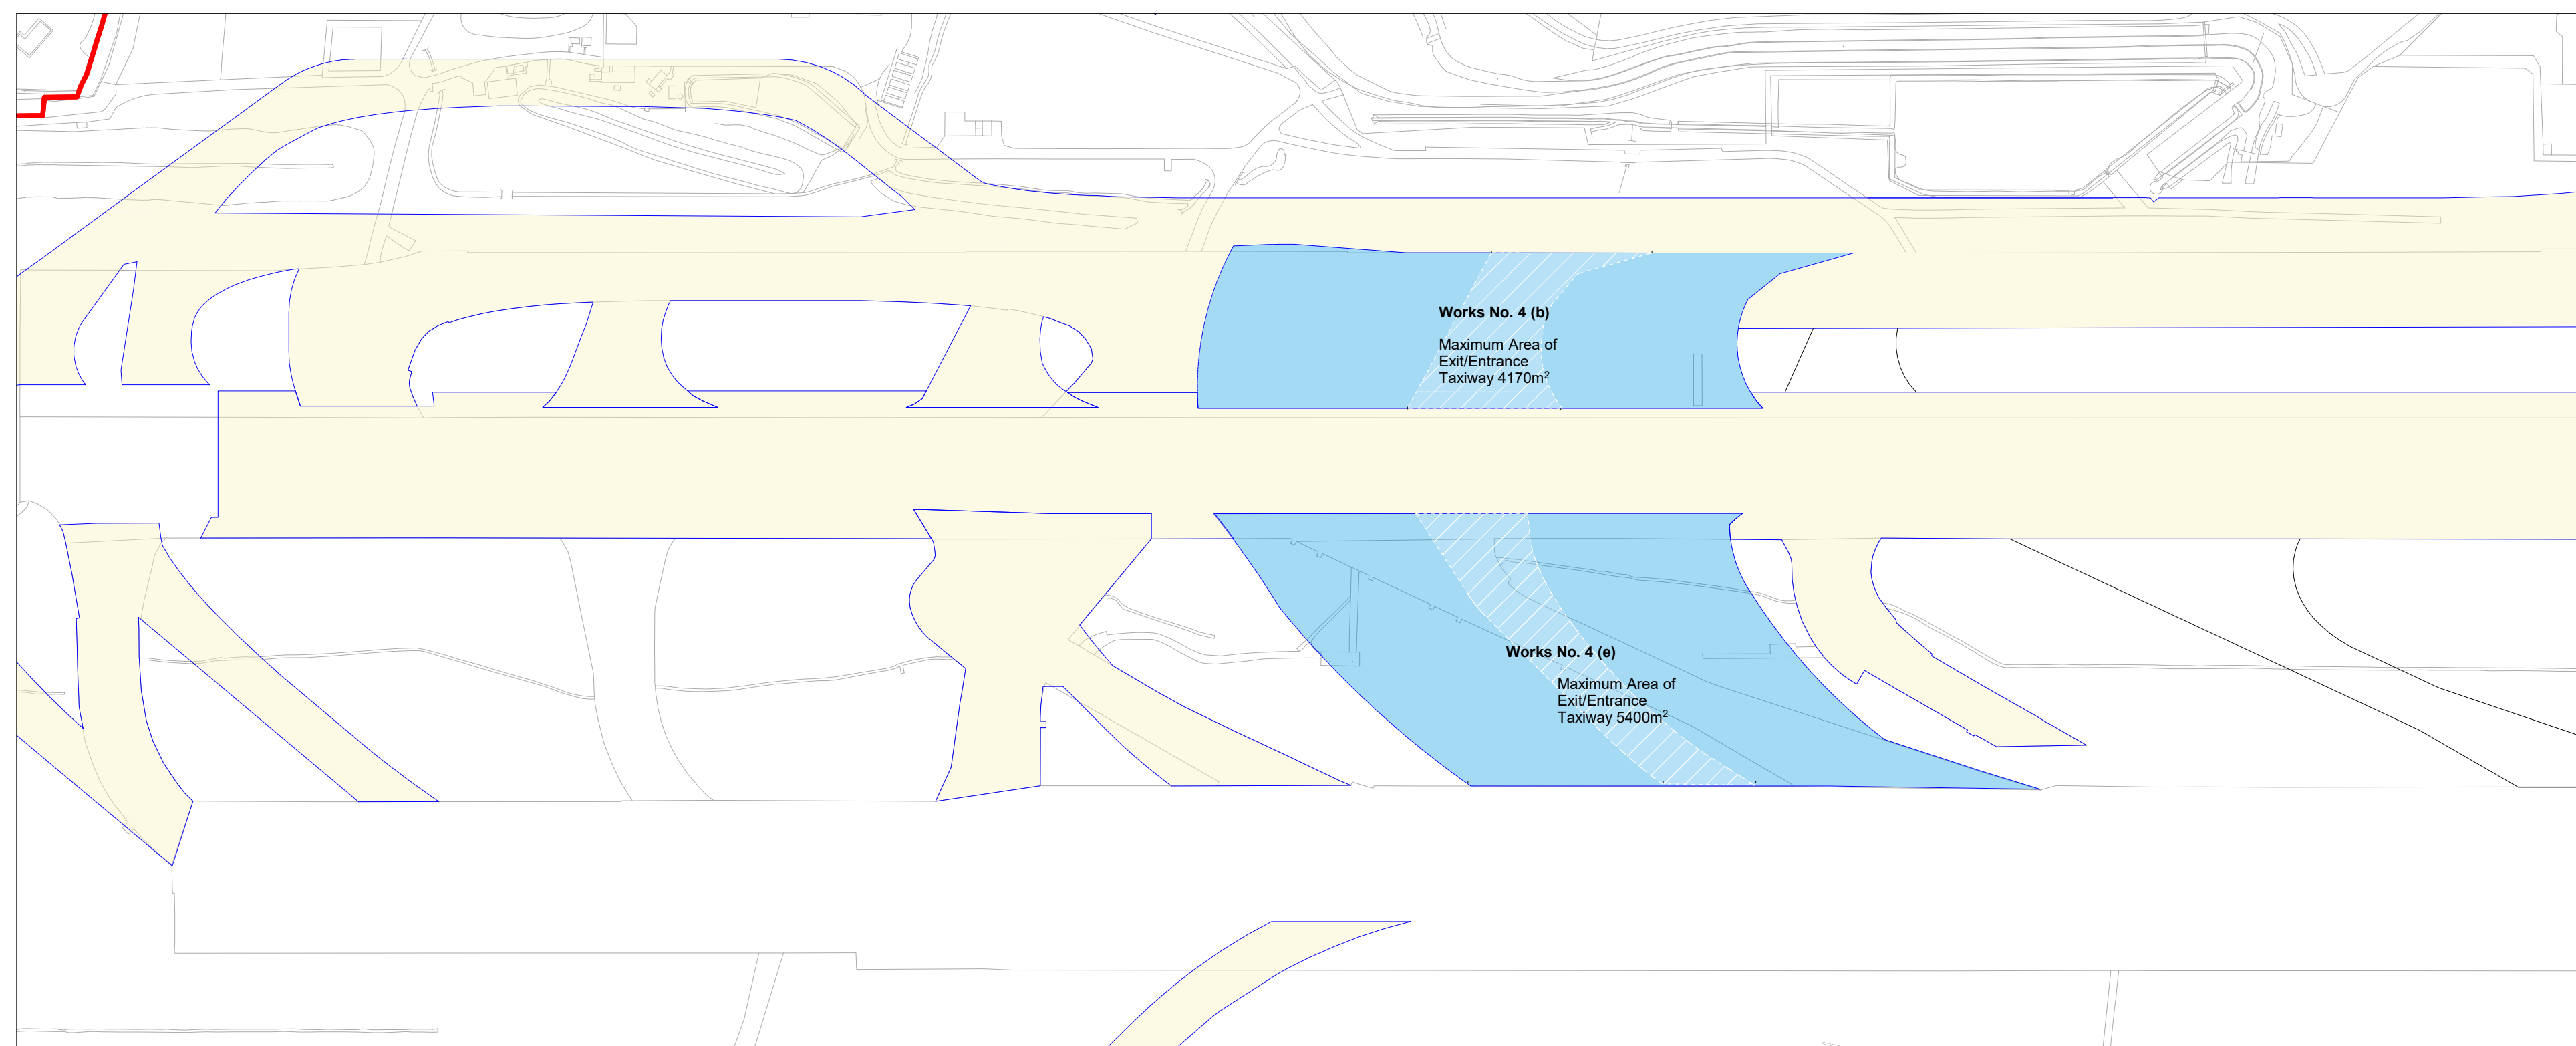 Works No. 4 (b)
Maximum Area of
Exit/Entrance
Taxiway 4170m²
Works No. 4 (e)
Maximum Area of
Exit/Entrance
Taxiway 5400m²